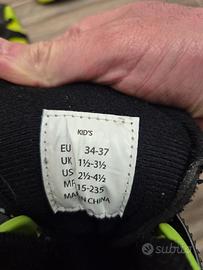 KID'S
EU 34-37
UK 1½-3½
US 2½-4½
15-235
MADE IN CHINA
subito